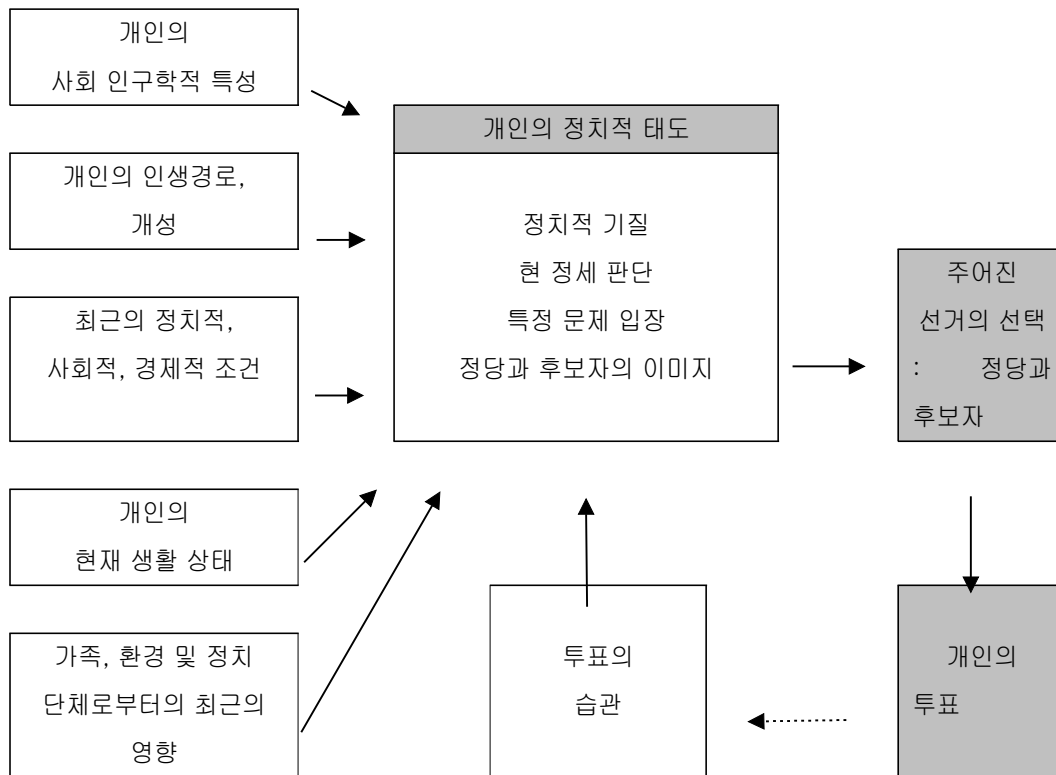 개인의
사회 인구학적 특성
개인의 인생경로,
개성
최근의 정치적,
사회적, 경제적 조건
개인의
현재 생활 상태
가족, 환경 및 정치
단체로부터의 최근의
영향
개인의 정치적 태도
정치적 기질
현 정세 판단
특정 문제 입장
정당과 후보자의 이미지
투표의
습관
주어진
선거의 선택
: 정당과
후보자
개인의
투표